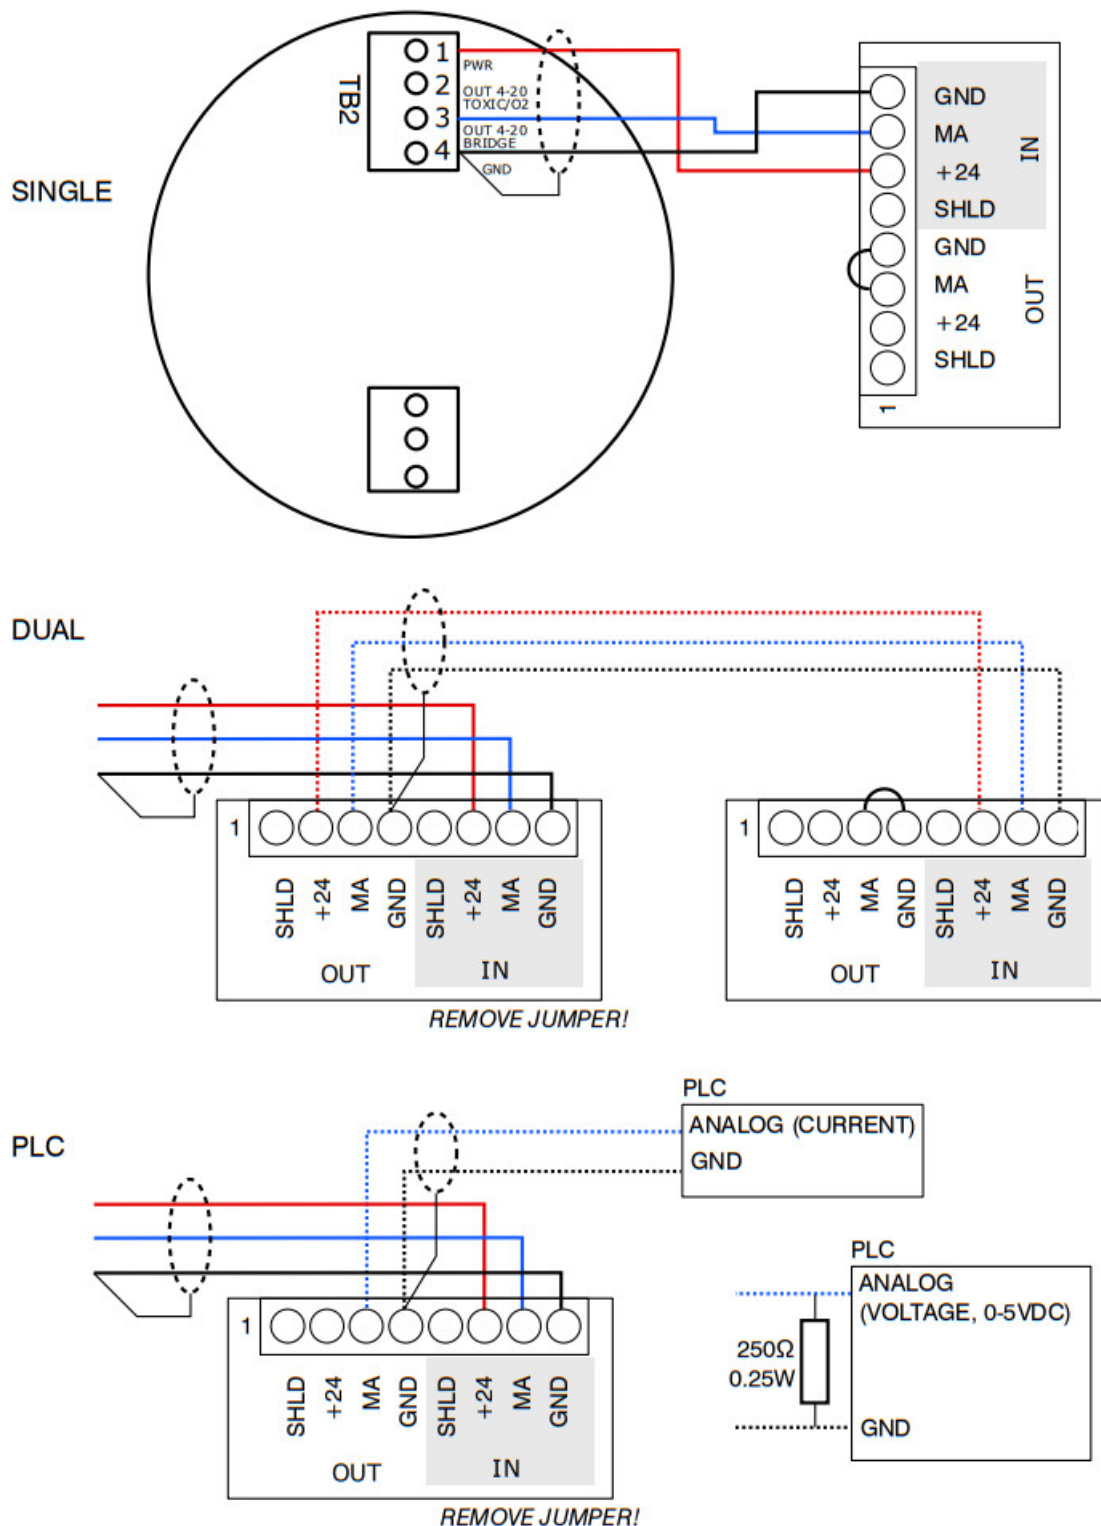 SINGLE
TB2
1
PWR
2
OUT 4-20
TOXIC/O2
3
OUT 4-20
BRIDGE
4
GND
GND
MA
+24
SHLD
IN
GND
MA
+24
SHLD
OUT
1
DUAL
1
SHLD
+24
MA
GND
SHLD
+24
MA
GND
OUT
IN
REMOVE JUMPER!
1
SHLD
+24
MA
GND
SHLD
+24
MA
GND
OUT
IN
PLC
PLC
ANALOG (CURRENT)
GND
1
SHLD
+24
MA
GND
SHLD
+24
MA
GND
OUT
IN
REMOVE JUMPER!
PLC
ANALOG
(VOLTAGE, 0-5VDC)
250Ω
0.25W
GND